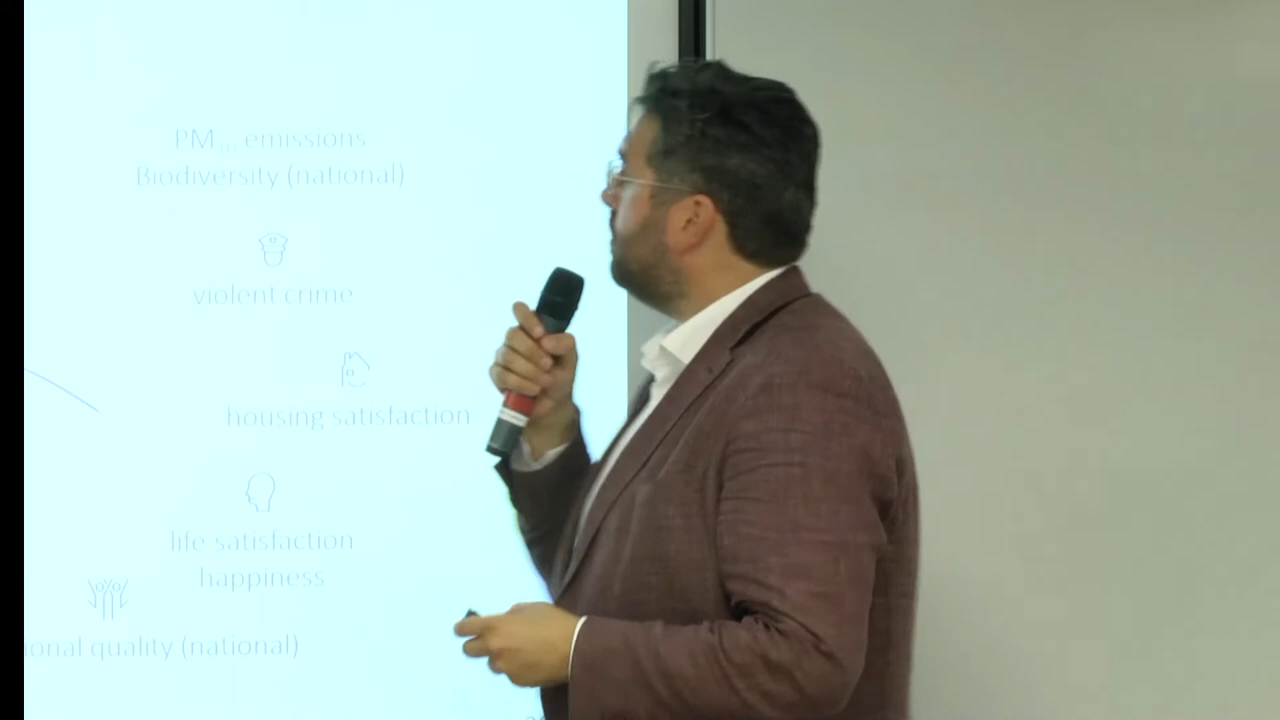 PM₁₀ emissions
Biodiversity (national)
violent crime
housing satisfaction
life satisfaction
happiness
onal quality (national)